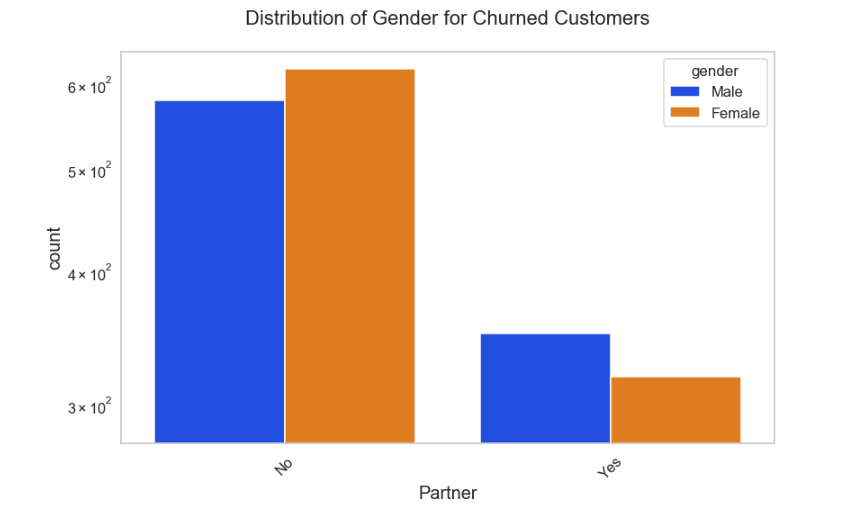 Distribution of Gender for Churned Customers
gender
Male
Female
6 × 10²
5 × 10²
4 × 10²
3 × 10²
count
No
Yes
Partner